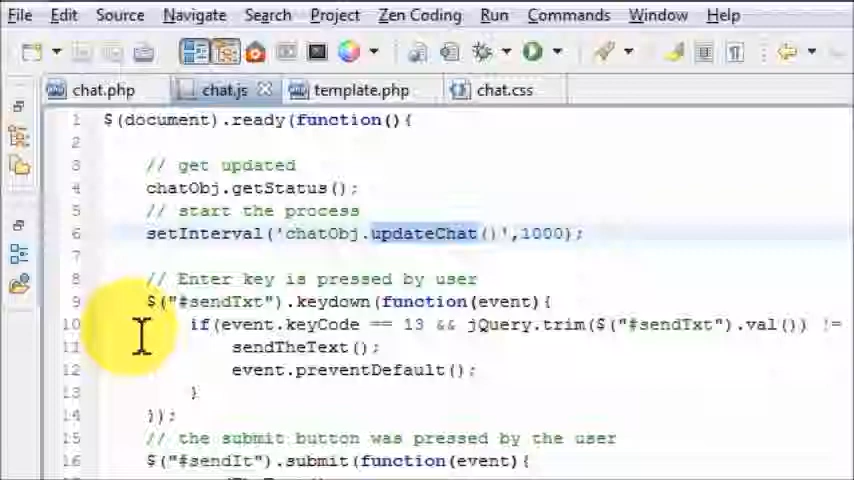 File Edit Source Navigate Search Project Zen Coding Run Commands Window Help
chat.php chat.js template.php chat.css
1 $(document).ready(function(){
2
3 // get updated
4 chatObj.getStatus();
5 // start the process
6 setInterval('chatObj.updateChat()',1000);
7
8 // Enter key is pressed by user
9 $("#sendTxt").keydown(function(event){
10 if(event.keyCode == 13 && jQuery.trim($("#sendTxt").val()) !=
11 sendTheText();
12 event.preventDefault();
13 }
14 });
15 // the submit button was pressed by the user
16 $("#sendIt").submit(function(event){